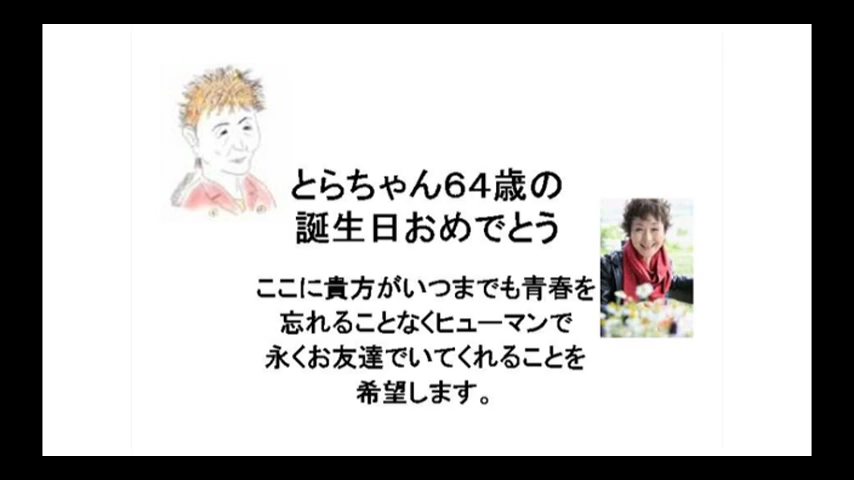 とらちゃん64歳の
誕生日おめでとう
ここに貴方がいつまでも青春を
忘れることなくヒューマンで
永くお友達でいてくれることを
希望します。